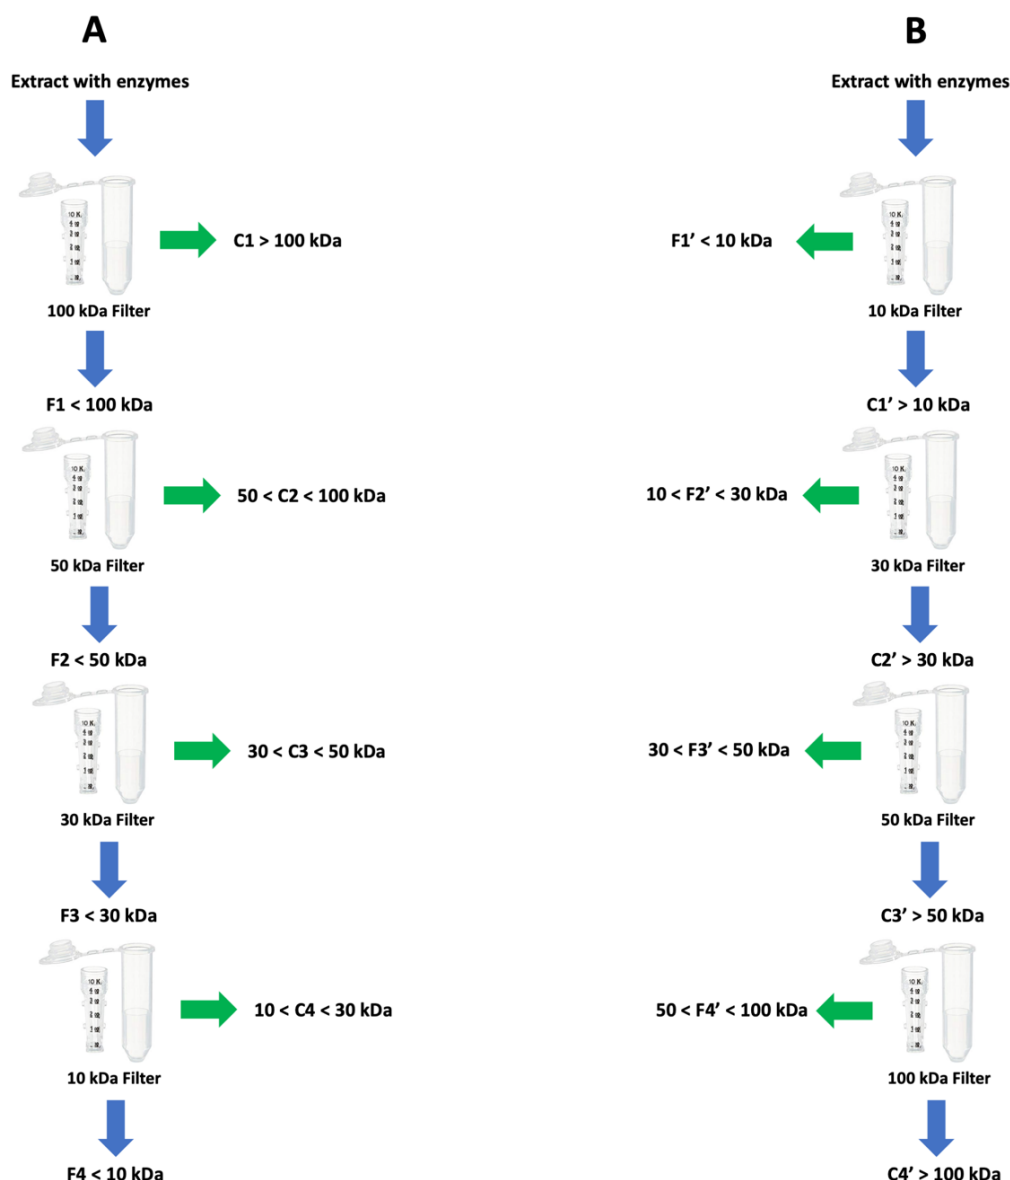 A
Extract with enzymes
C1 > 100 kDa
100 kDa Filter
F1 < 100 kDa
50 < C2 < 100 kDa
50 kDa Filter
F2 < 50 kDa
30 < C3 < 50 kDa
30 kDa Filter
F3 < 30 kDa
10 < C4 < 30 kDa
10 kDa Filter
F4 < 10 kDa
B
Extract with enzymes
F1’ < 10 kDa
10 kDa Filter
C1’ > 10 kDa
10 < F2’ < 30 kDa
30 kDa Filter
C2’ > 30 kDa
30 < F3’ < 50 kDa
50 kDa Filter
C3’ > 50 kDa
50 < F4’ < 100 kDa
100 kDa Filter
C4’ > 100 kDa